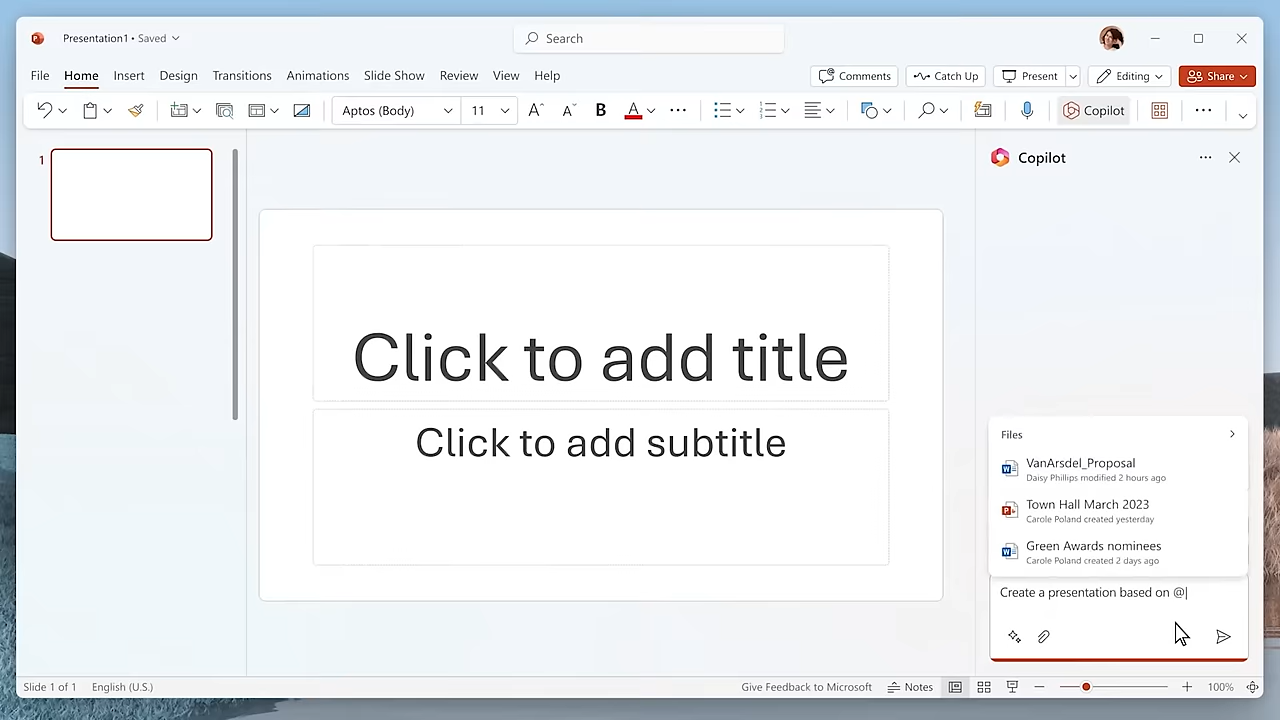 Presentation1 • Saved
Search
File Home Insert Design Transitions Animations Slide Show Review View Help
Comments Catch Up Present Editing Share
Aptos (Body) 11 A A B A Copilot
1
Click to add title
Click to add subtitle
Copilot
Files
VanArsdel_Proposal
Daisy Phillips modified 2 hours ago
Town Hall March 2023
Carole Poland created yesterday
Green Awards nominees
Carole Poland created 2 days ago
Create a presentation based on @
Slide 1 of 1 English (U.S.) Give Feedback to Microsoft Notes 100%